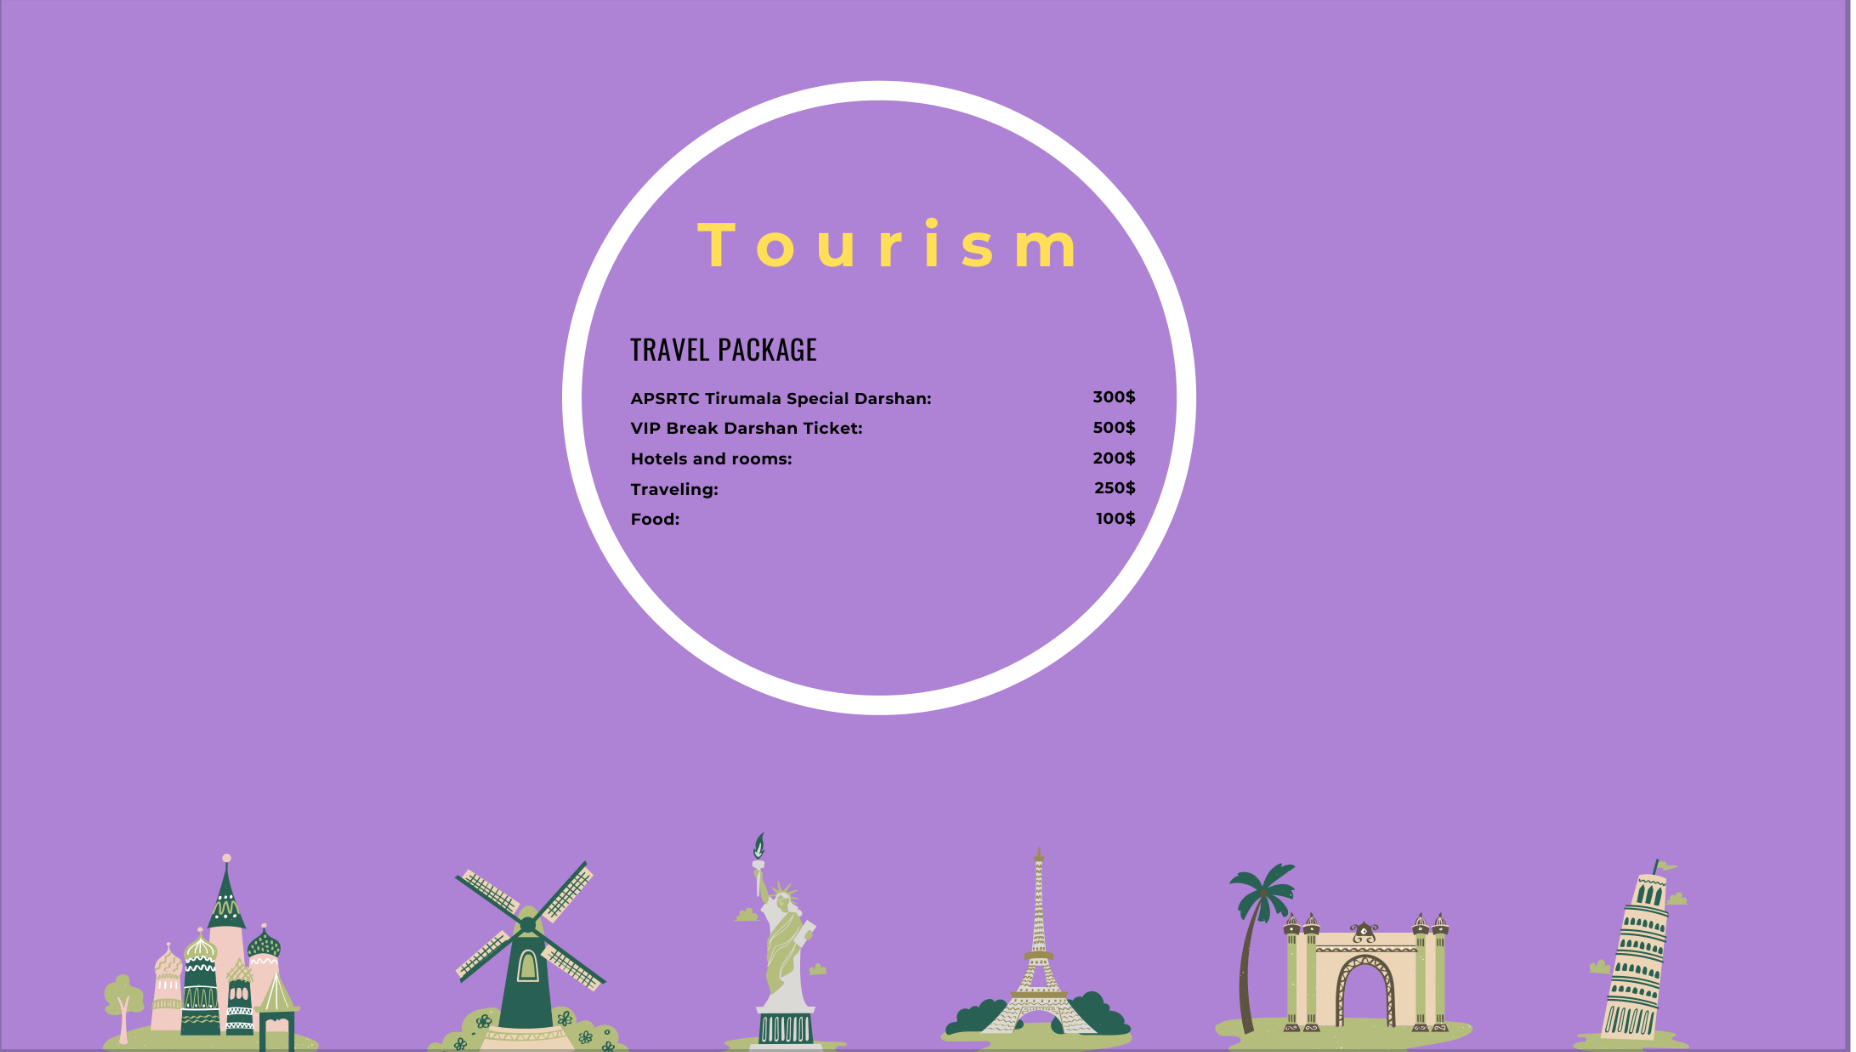 Tourism
TRAVEL PACKAGE
APSRTC Tirumala Special Darshan: 300$
VIP Break Darshan Ticket: 500$
Hotels and rooms: 200$
Traveling: 250$
Food: 100$